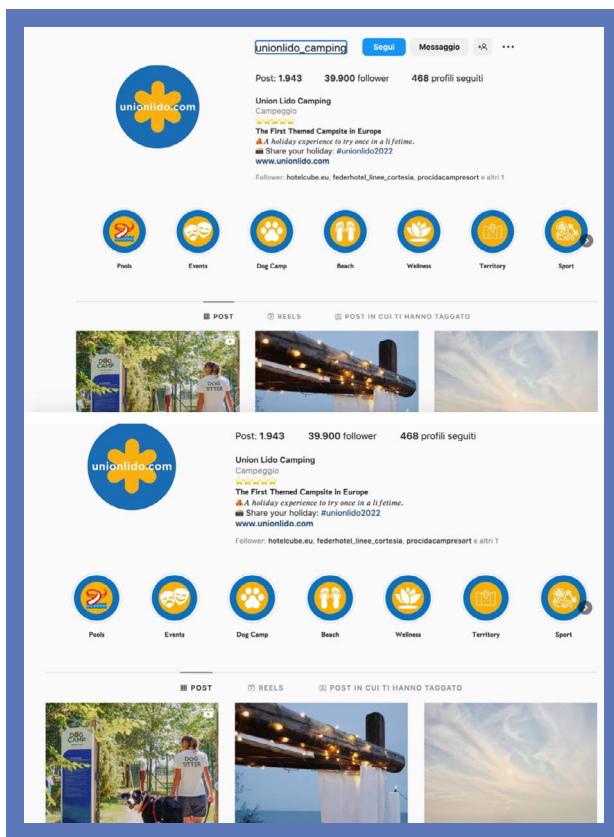 unionlido_camping Segui Messaggio
Post: 1.943 39.900 follower 468 profili seguiti
unionlido.com
Union Lido Camping
Campeggio
The First Themed Campsite in Europe
A holiday experience to try once in a lifetime.
Share your holiday: #unionlido2022
www.unionlido.com
Follower: hotelcube.eu, federhotel_linee_cortesia, procidacampresort e altri 1
Pools Events Dog Camp Beach Wellness Territory Sport
POST REELS POST IN CUI TI HANNO TAGGATO
DOG
CAMP
DOG
SITTER
Post: 1.943 39.900 follower 468 profili seguiti
unionlido.com
Union Lido Camping
Campeggio
The First Themed Campsite in Europe
A holiday experience to try once in a lifetime.
Share your holiday: #unionlido2022
www.unionlido.com
Follower: hotelcube.eu, federhotel_linee_cortesia, procidacampresort e altri 1
Pools Events Dog Camp Beach Wellness Territory Sport
POST REELS POST IN CUI TI HANNO TAGGATO
DOG
CAMP
DOG
SITTER